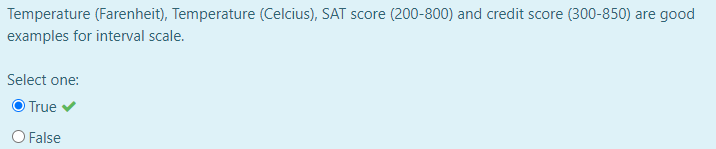 Temperature (Farenheit), Temperature (Celcius), SAT score (200-800) and credit score (300-850) are good
examples for interval scale.
Select one:
True
False